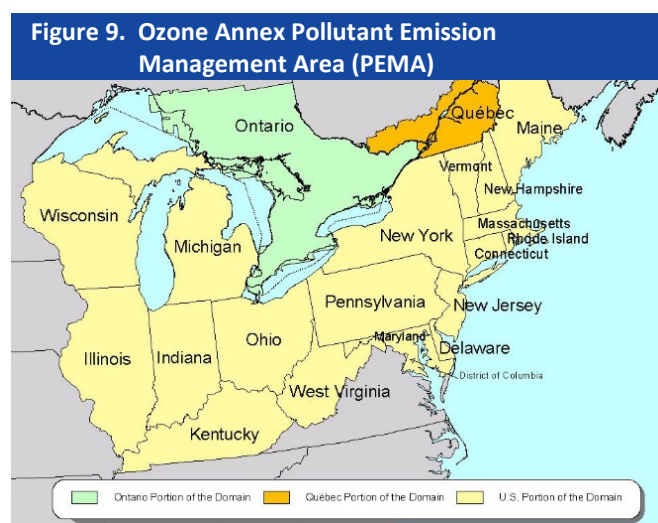 Figure 9. Ozone Annex Pollutant Emission
Management Area (PEMA)
Ontario
Québec
Maine
Vermont
New Hampshire
Wisconsin
Massachusetts
Michigan
New York
Rhode Island
Connecticut
Pennsylvania
New Jersey
Ohio
Maryland
Delaware
Illinois
Indiana
District of Columbia
West Virginia
Kentucky
Ontario Portion of the Domain
Québec Portion of the Domain
U.S. Portion of the Domain